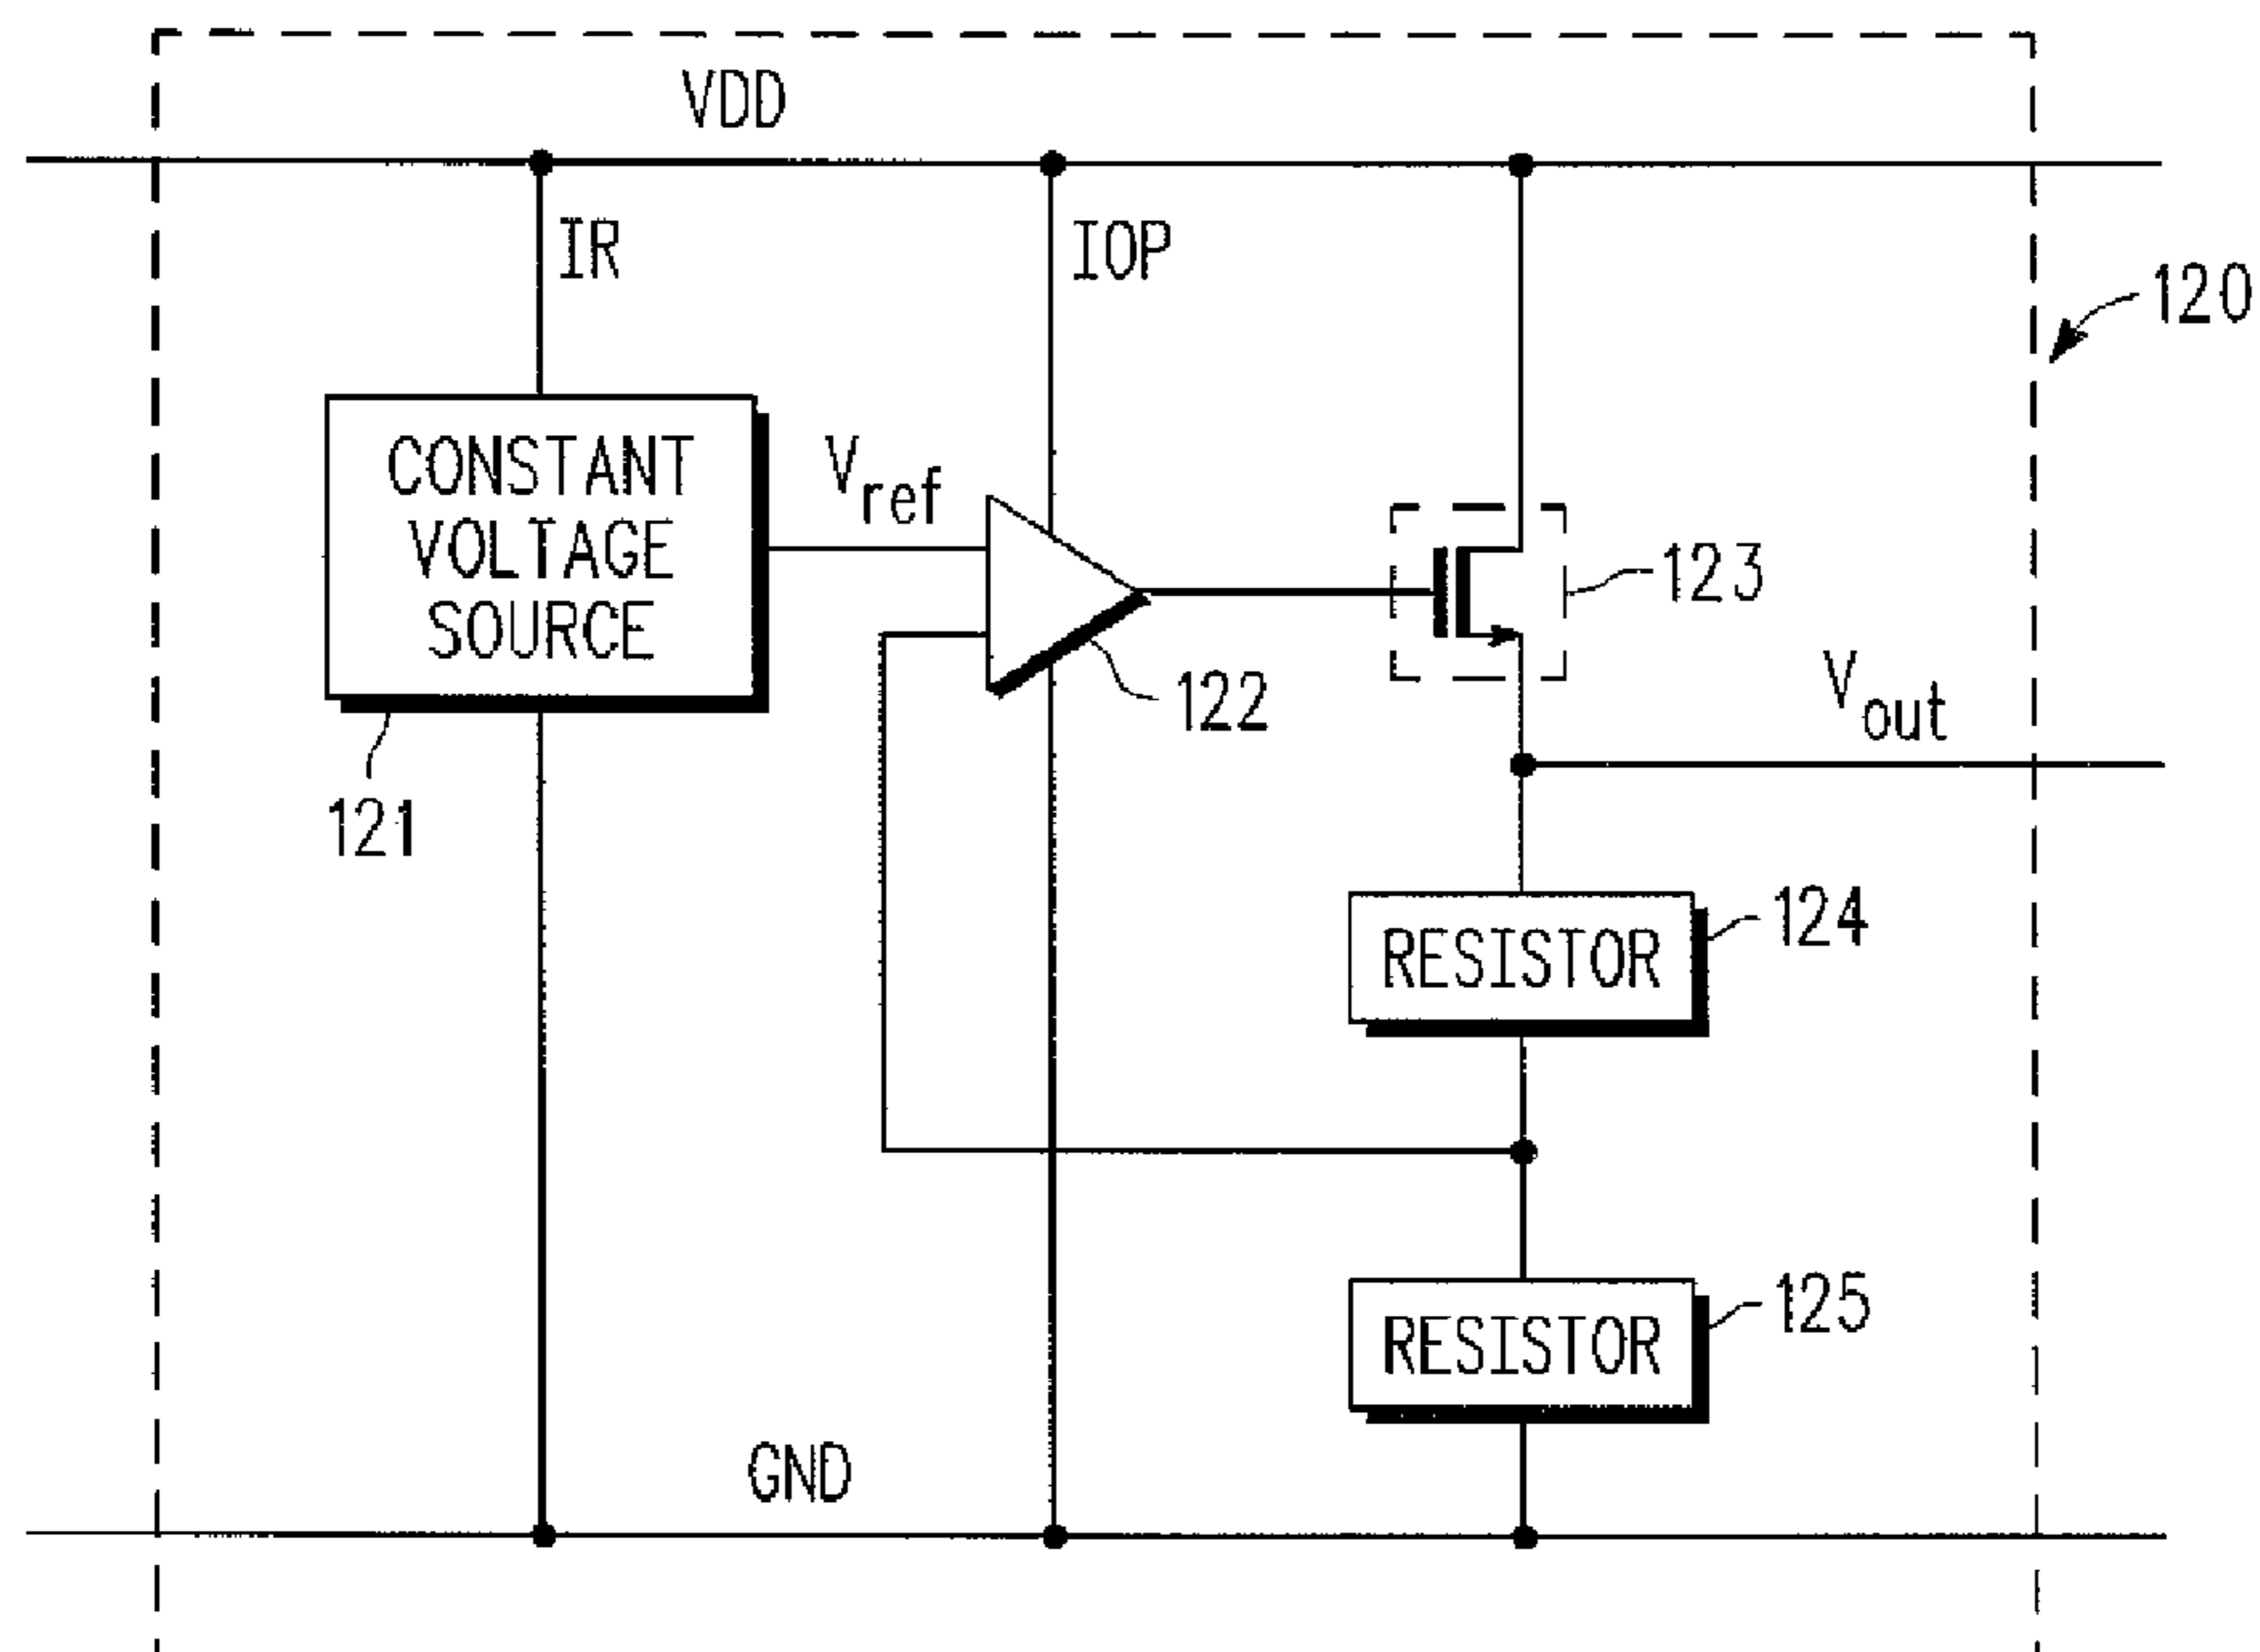 VDD
IR
IOP
120
CONSTANT
VOLTAGE
SOURCE
Vref
123
122
Vout
121
124
RESISTOR
125
RESISTOR
GND